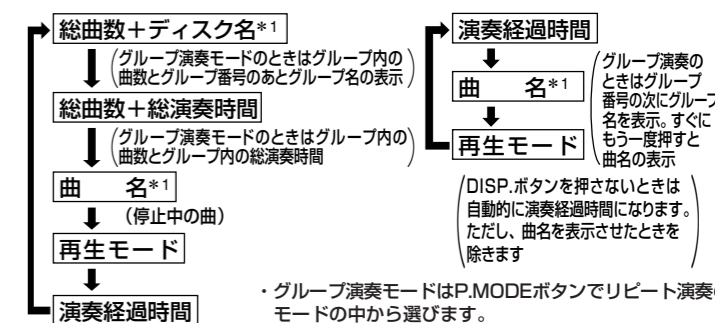 総曲数＋ディスク名*1
グループ演奏モードのときはグループ内の
曲数とグループ番号のあとグループ名の表示
総曲数＋総演奏時間
グループ演奏モードのときはグループ内の
曲数とグループ内の総演奏時間
曲　名*1
（停止中の曲）
再生モード
演奏経過時間
演奏経過時間
曲　名*1
再生モード
グループ演奏の
ときはグループ
番号の次にグループ
名を表示。すぐに
もう一度押すと
曲名の表示
DISP.ボタンを押さないときは
自動的に演奏経過時間になります。
ただし、曲名を表示させたときを
除きます
・グループ演奏モードはP.MODEボタンでリピート演奏の
モードの中から選びます。